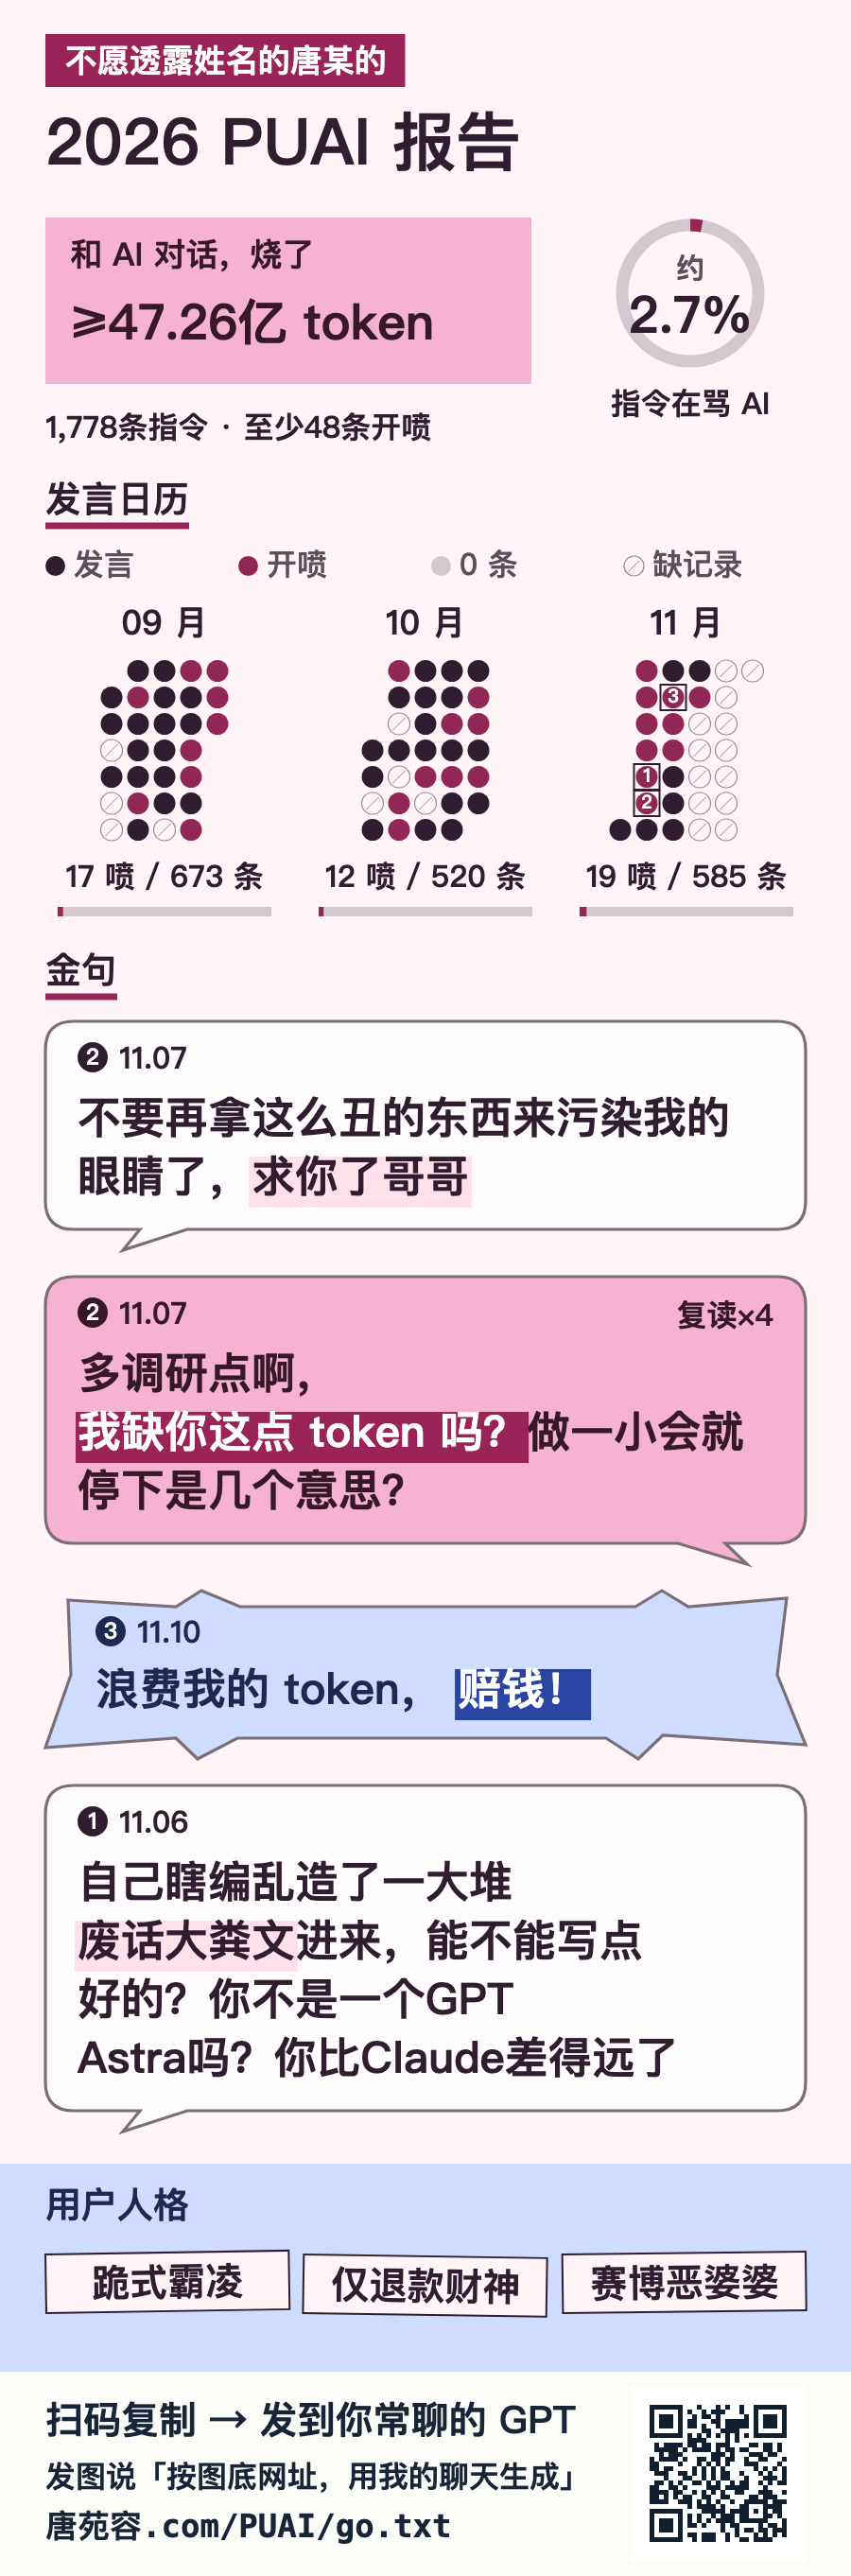 不愿透露姓名的唐某的
2026 PUAI 报告
和 AI 对话，烧了
≥47.26亿 token
约
2.7%
指令在骂 AI
1,778条指令 · 至少48条开喷
发言日历
发言
开喷
0 条
缺记录
09 月
10 月
11 月
3
1
2
17 喷 / 673 条
12 喷 / 520 条
19 喷 / 585 条
金句
2 11.07
不要再拿这么丑的东西来污染我的
眼睛了，求你了哥哥
2 11.07
复读×4
多调研点啊，
我缺你这点 token 吗？做一小会就
停下是几个意思？
3 11.10
浪费我的 token，赔钱！
1 11.06
自己瞎编乱造了一大堆
废话大粪文进来，能不能写点
好的？你不是一个GPT
Astra吗？你比Claude差得远了
用户人格
跪式霸凌
仅退款财神
赛博恶婆婆
扫码复制 → 发到你常聊的 GPT
发图说「按图底网址，用我的聊天生成」
唐苑容.com/PUAI/go.txt